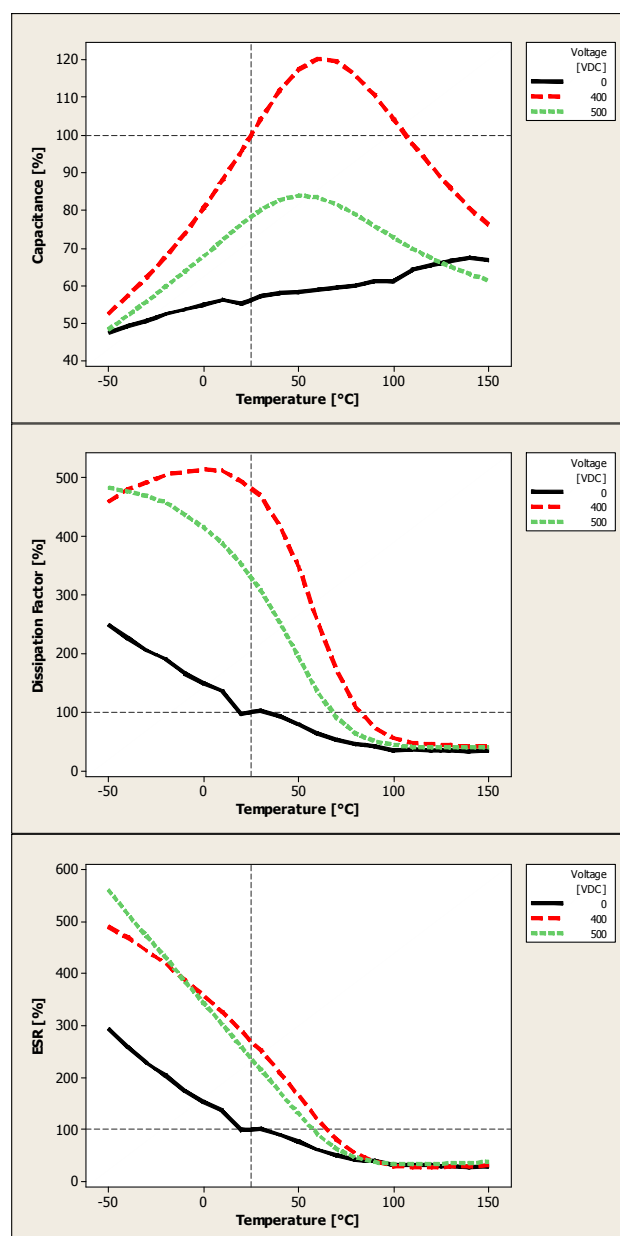 Capacitance [%]
120
110
100
90
80
70
60
50
40
-50 0 50 100 150
Temperature [°C]
Voltage
[VDC]
0
400
500
Dissipation Factor [%]
500
400
300
200
100
0
-50 0 50 100 150
Temperature [°C]
Voltage
[VDC]
0
400
500
ESR [%]
600
500
400
300
200
100
0
-50 0 50 100 150
Temperature [°C]
Voltage
[VDC]
0
400
500